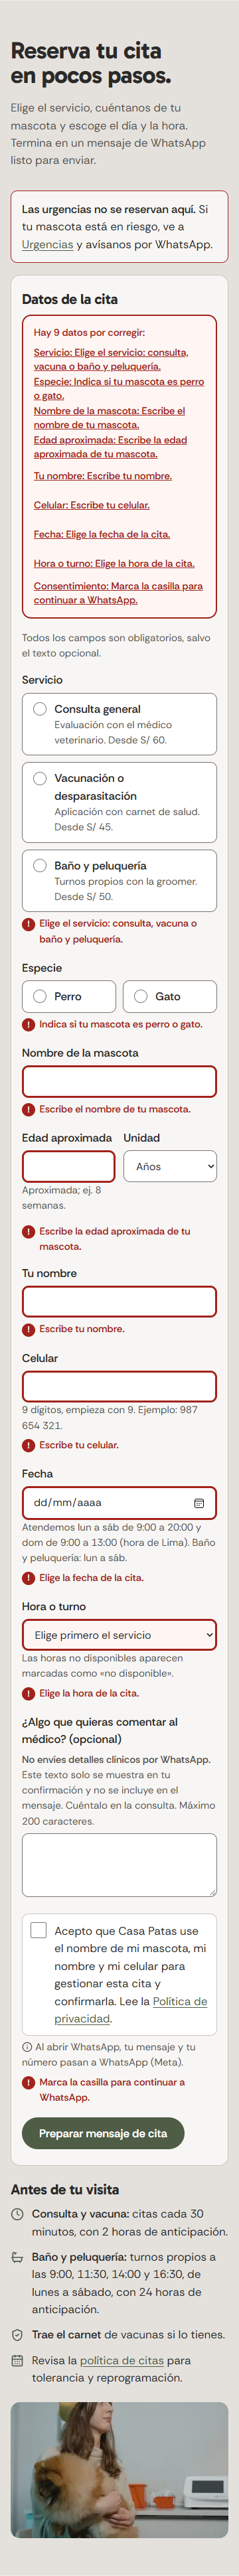 Reserva tu cita
en pocos pasos.
Elige el servicio, cuéntanos de tu
mascota y escoge el día y la hora.
Termina en un mensaje de WhatsApp
listo para enviar.
Las urgencias no se reservan aquí. Si
tu mascota está en riesgo, ve a
Urgencias y avísanos por WhatsApp.
Datos de la cita
Hay 9 datos por corregir:
Servicio: Elige el servicio: consulta,
vacuna o baño y peluquería.
Especie: Indica si tu mascota es perro
o gato.
Nombre de la mascota: Escribe el
nombre de tu mascota.
Edad aproximada: Escribe la edad
aproximada de tu mascota.
Tu nombre: Escribe tu nombre.
Celular: Escribe tu celular.
Fecha: Elige la fecha de la cita.
Hora o turno: Elige la hora de la cita.
Consentimiento: Marca la casilla para
continuar a WhatsApp.
Todos los campos son obligatorios, salvo
el texto opcional.
Servicio
Consulta general
Evaluación con el médico
veterinario. Desde S/ 60.
Vacunación o
desparasitación
Aplicación con carnet de salud.
Desde S/ 45.
Baño y peluquería
Turnos propios con la groomer.
Desde S/ 50.
! Elige el servicio: consulta, vacuna o
baño y peluquería.
Especie
Perro Gato
! Indica si tu mascota es perro o gato.
Nombre de la mascota
! Escribe el nombre de tu mascota.
Edad aproximada Unidad
Años
Aproximada; ej. 8
semanas.
! Escribe la edad aproximada de tu
mascota.
Tu nombre
! Escribe tu nombre.
Celular
9 dígitos, empieza con 9. Ejemplo: 987
654 321.
! Escribe tu celular.
Fecha
dd/mm/aaaa
Atendemos lun a sáb de 9:00 a 20:00 y
dom de 9:00 a 13:00 (hora de Lima). Baño
y peluquería: lun a sáb.
! Elige la fecha de la cita.
Hora o turno
Elige primero el servicio
Las horas no disponibles aparecen
marcadas como «no disponible».
! Elige la hora de la cita.
¿Algo que quieras comentar al
médico? (opcional)
No envíes detalles clínicos por WhatsApp.
Este texto solo se muestra en tu
confirmación y no se incluye en el
mensaje. Cuéntalo en la consulta. Máximo
200 caracteres.
Acepto que Casa Patas use
el nombre de mi mascota, mi
nombre y mi celular para
gestionar esta cita y
confirmarla. Lee la Política de
privacidad.
Al abrir WhatsApp, tu mensaje y tu
número pasan a WhatsApp (Meta).
! Marca la casilla para continuar a
WhatsApp.
Preparar mensaje de cita
Antes de tu visita
Consulta y vacuna: citas cada 30
minutos, con 2 horas de anticipación.
Baño y peluquería: turnos propios a
las 9:00, 11:30, 14:00 y 16:30, de
lunes a sábado, con 24 horas de
anticipación.
Trae el carnet de vacunas si lo tienes.
Revisa la política de citas para
tolerancia y reprogramación.